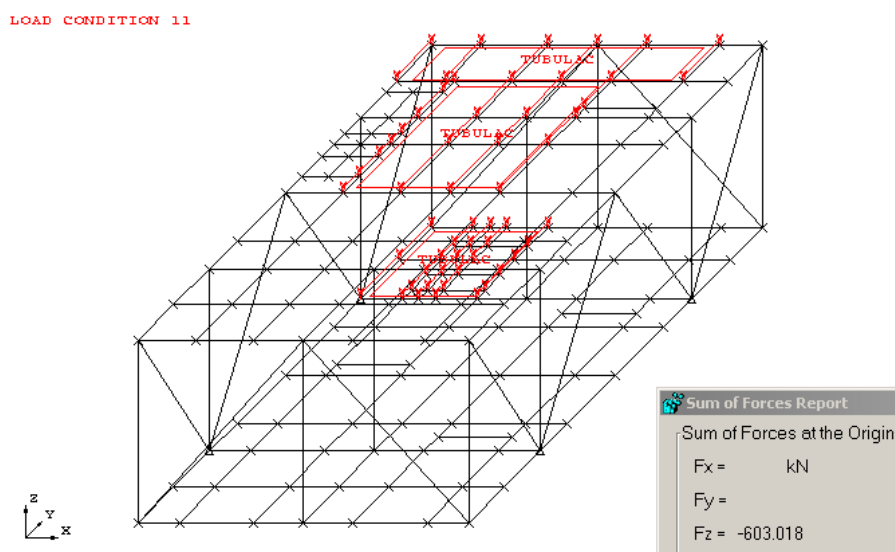 LOAD CONDITION 11
TUBULAC
TUBULAC
TUBULAC
Sum of Forces Report
Sum of Forces at the Origin
Fx = kN
Fy =
Fz = -603.018
Z
Y
X